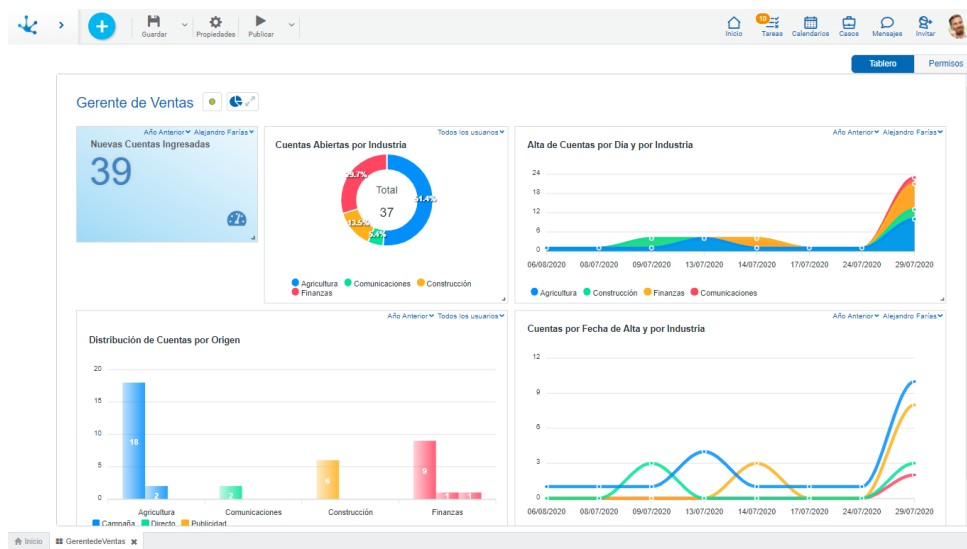 Guardar
Propiedades
Publicar
Inicio
10
Tareas
Calendarios
Casos
Mensajes
Invitar
Tablero
Permisos
Gerente de Ventas
Año Anterior Alejandro Farías
Nuevas Cuentas Ingresadas
39
Todos los usuarios
Cuentas Abiertas por Industria
29.7%
Total
37
51.4%
13.5%
5.4%
Agricultura Comunicaciones Construcción
Finanzas
Año Anterior Alejandro Farías
Alta de Cuentas por Dia y por Industria
24
18
12
6
0
06/08/2020 08/07/2020 09/07/2020 13/07/2020 14/07/2020 17/07/2020 24/07/2020 29/07/2020
Agricultura Construcción Finanzas Comunicaciones
Año Anterior Todos los usuarios
Distribución de Cuentas por Origen
20
15
10
5
0
18
2
2
6
9
1
1
Agricultura Comunicaciones Construcción Finanzas
Campaña Directo Publicidad
Año Anterior Alejandro Farías
Cuentas por Fecha de Alta y por Industria
12
9
6
3
0
06/08/2020 08/07/2020 09/07/2020 13/07/2020 14/07/2020 17/07/2020 24/07/2020 29/07/2020
Inicio
GerentedeVentas